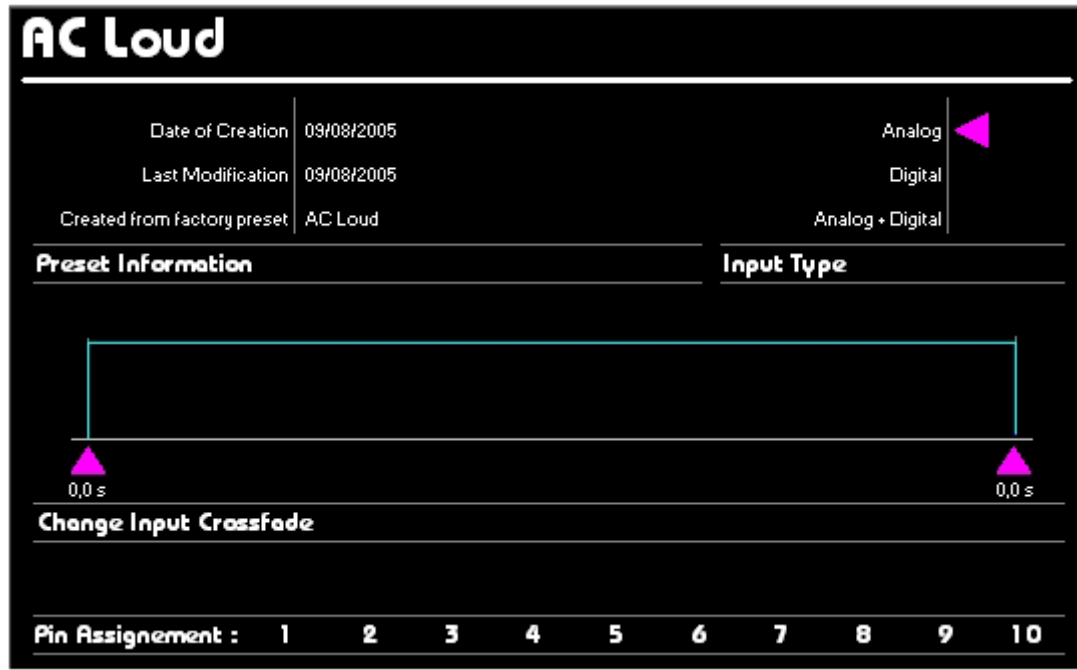 AC Loud
Date of Creation 09/08/2005
Last Modification 09/08/2005
Created from factory preset AC Loud
Analog
Digital
Analog + Digital
Preset Information
Input Type
0,0 s
0,0 s
Change Input Crossfade
Pin Assignement : 1 2 3 4 5 6 7 8 9 10